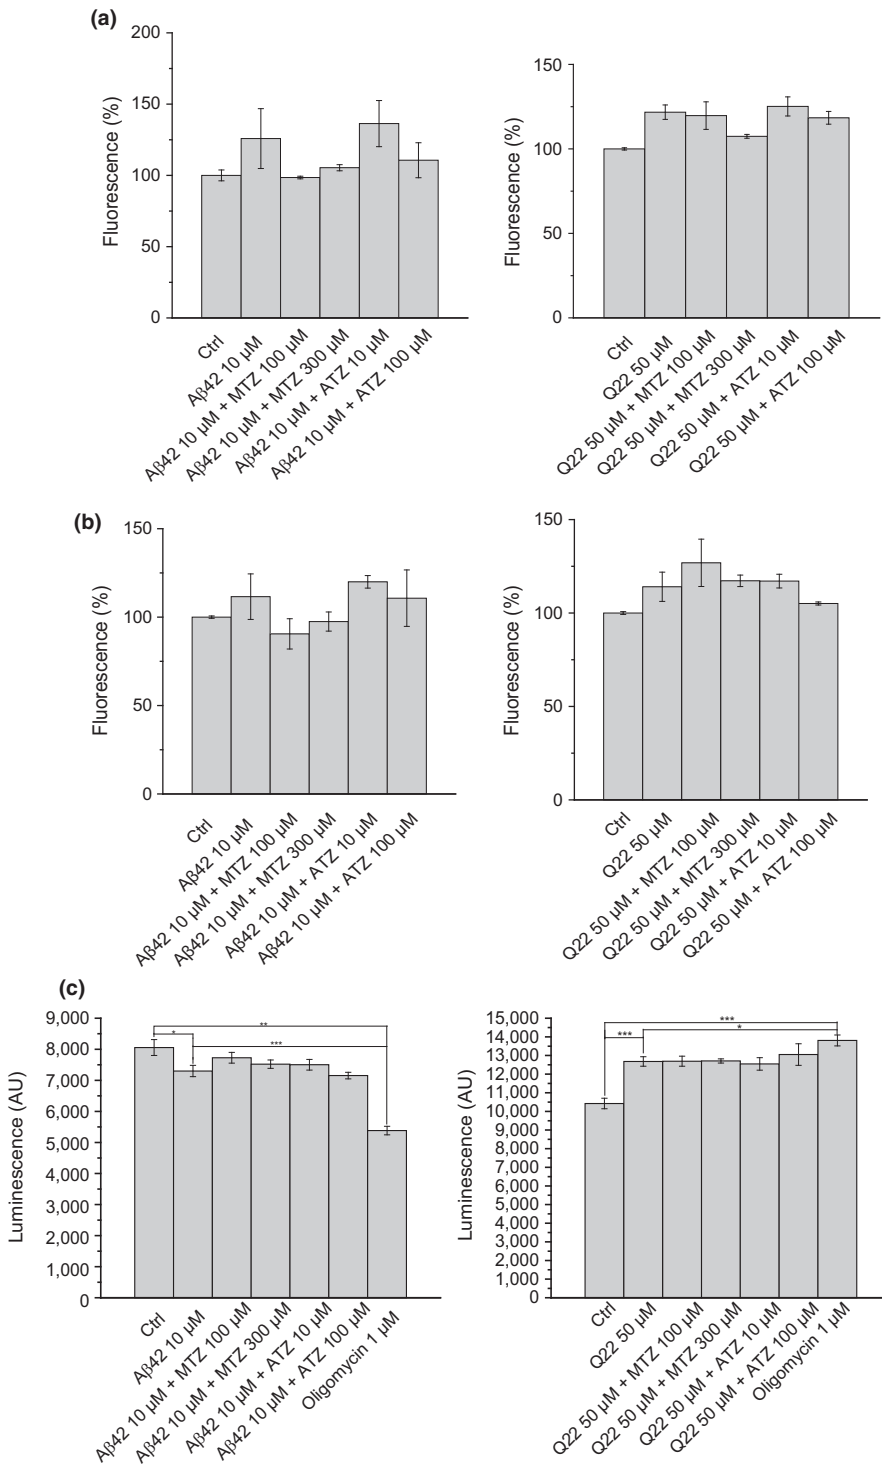 (a)
200
150
100
50
0
Fluorescence (%)
Ctrl
Aβ42 10 µM
Aβ42 10 µM + MTZ 100 µM
Aβ42 10 µM + MTZ 300 µM
Aβ42 10 µM + ATZ 10 µM
Aβ42 10 µM + ATZ 100 µM
150
100
50
0
Fluorescence (%)
Ctrl
Q22 50 µM
Q22 50 µM + MTZ 100 µM
Q22 50 µM + MTZ 300 µM
Q22 50 µM + ATZ 10 µM
Q22 50 µM + ATZ 100 µM
(b)
150
100
50
0
Fluorescence (%)
Ctrl
Aβ42 10 µM
Aβ42 10 µM + MTZ 100 µM
Aβ42 10 µM + MTZ 300 µM
Aβ42 10 µM + ATZ 10 µM
Aβ42 10 µM + ATZ 100 µM
150
100
50
0
Fluorescence (%)
Ctrl
Q22 50 µM
Q22 50 µM + MTZ 100 µM
Q22 50 µM + MTZ 300 µM
Q22 50 µM + ATZ 10 µM
Q22 50 µM + ATZ 100 µM
(c)
9,000
8,000
7,000
6,000
5,000
4,000
3,000
2,000
1,000
0
Luminescence (AU)
**
*
***
Ctrl
Aβ42 10 µM
Aβ42 10 µM + MTZ 100 µM
Aβ42 10 µM + MTZ 300 µM
Aβ42 10 µM + ATZ 10 µM
Aβ42 10 µM + ATZ 100 µM
Oligomycin 1 µM
15,000
14,000
13,000
12,000
11,000
10,000
9,000
8,000
7,000
6,000
5,000
4,000
3,000
2,000
1,000
0
Luminescence (AU)
***
*
***
Ctrl
Q22 50 µM
Q22 50 µM + MTZ 100 µM
Q22 50 µM + MTZ 300 µM
Q22 50 µM + ATZ 10 µM
Q22 50 µM + ATZ 100 µM
Oligomycin 1 µM